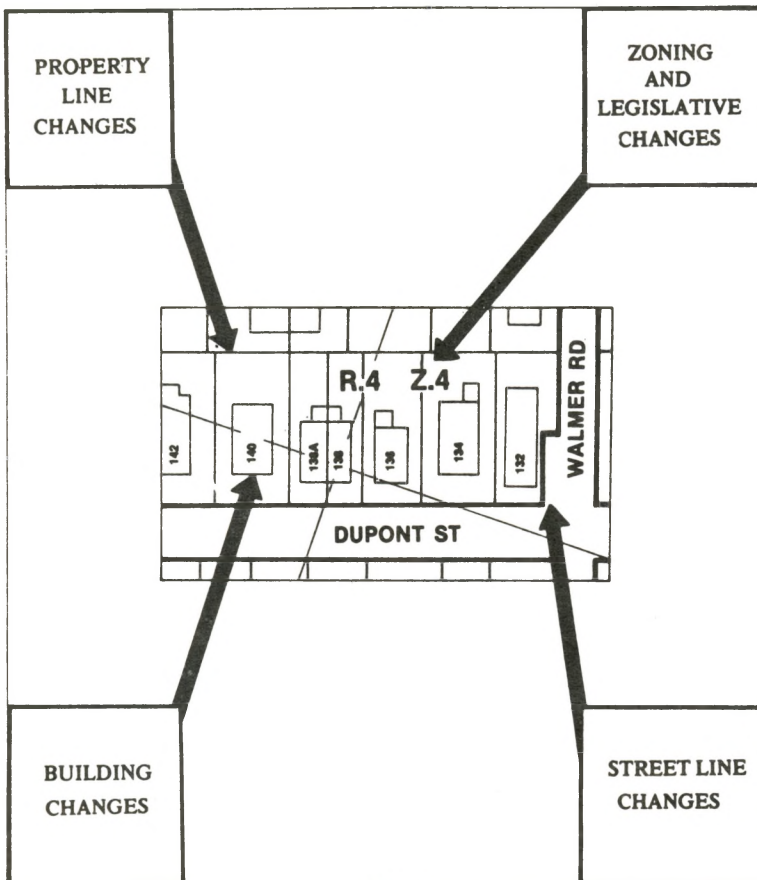 PROPERTY
LINE
CHANGES
ZONING
AND
LEGISLATIVE
CHANGES
R.4 Z.4
WALMER RD
142
140
138A
138
136
134
132
DUPONT ST
BUILDING
CHANGES
STREET LINE
CHANGES